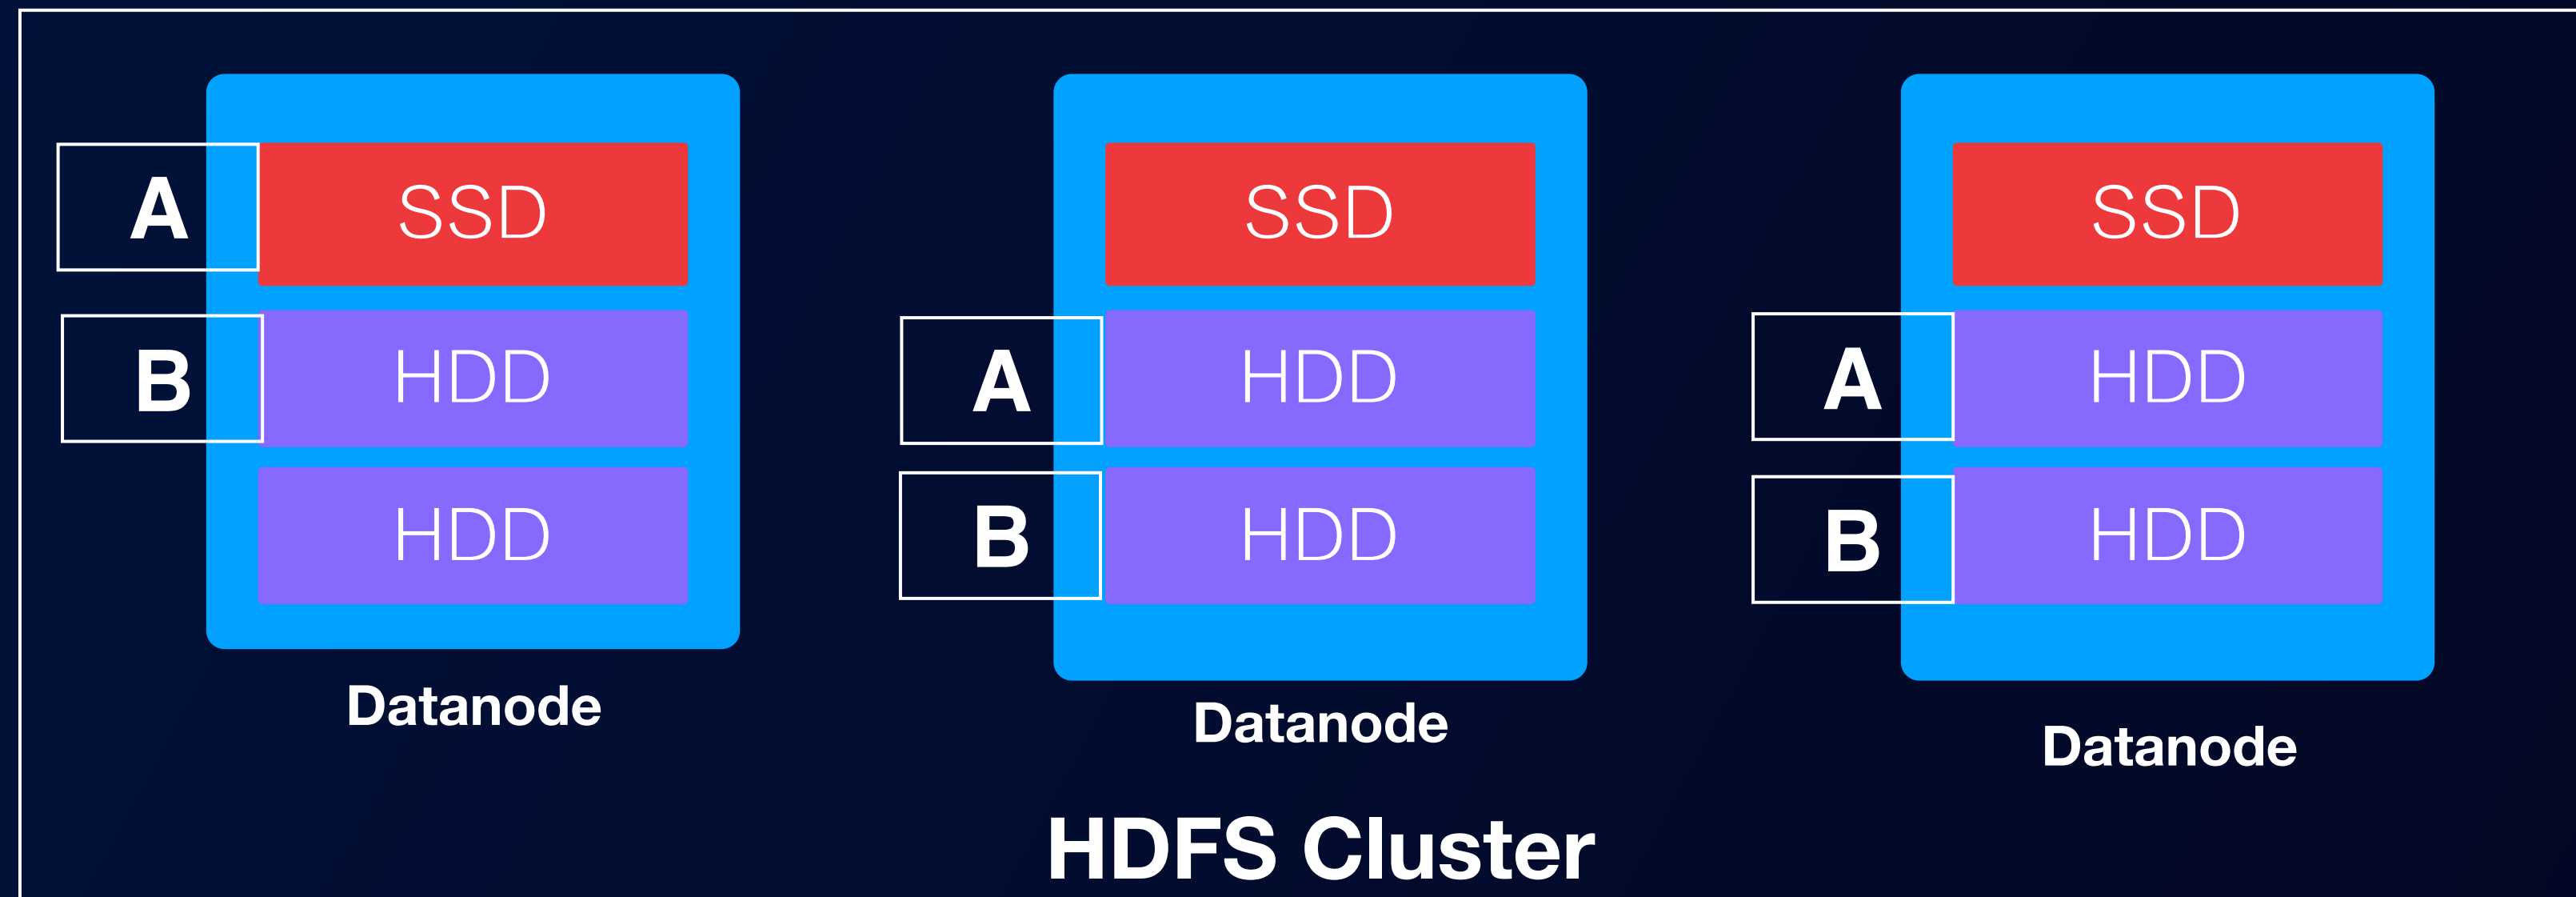 A
SSD
B
HDD
HDD
Datanode
SSD
A
HDD
B
HDD
Datanode
SSD
A
HDD
B
HDD
Datanode
HDFS Cluster